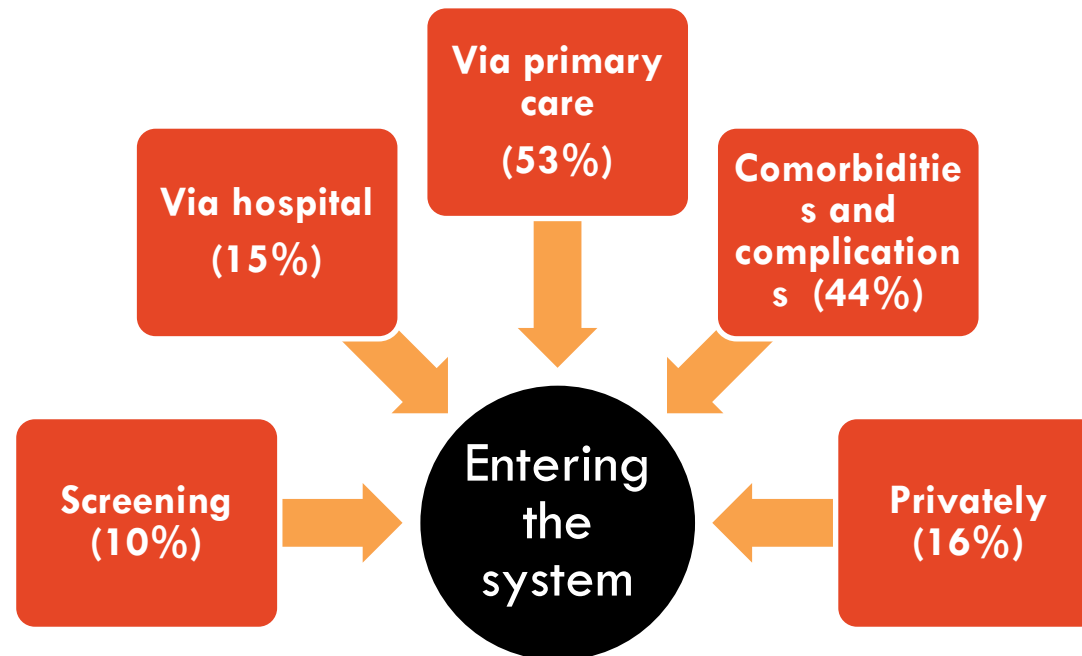 Via primary
care
(53%)
Via hospital
(15%)
Comorbiditie
s and
complication
s (44%)
Screening
(10%)
Entering
the
system
Privately
(16%)